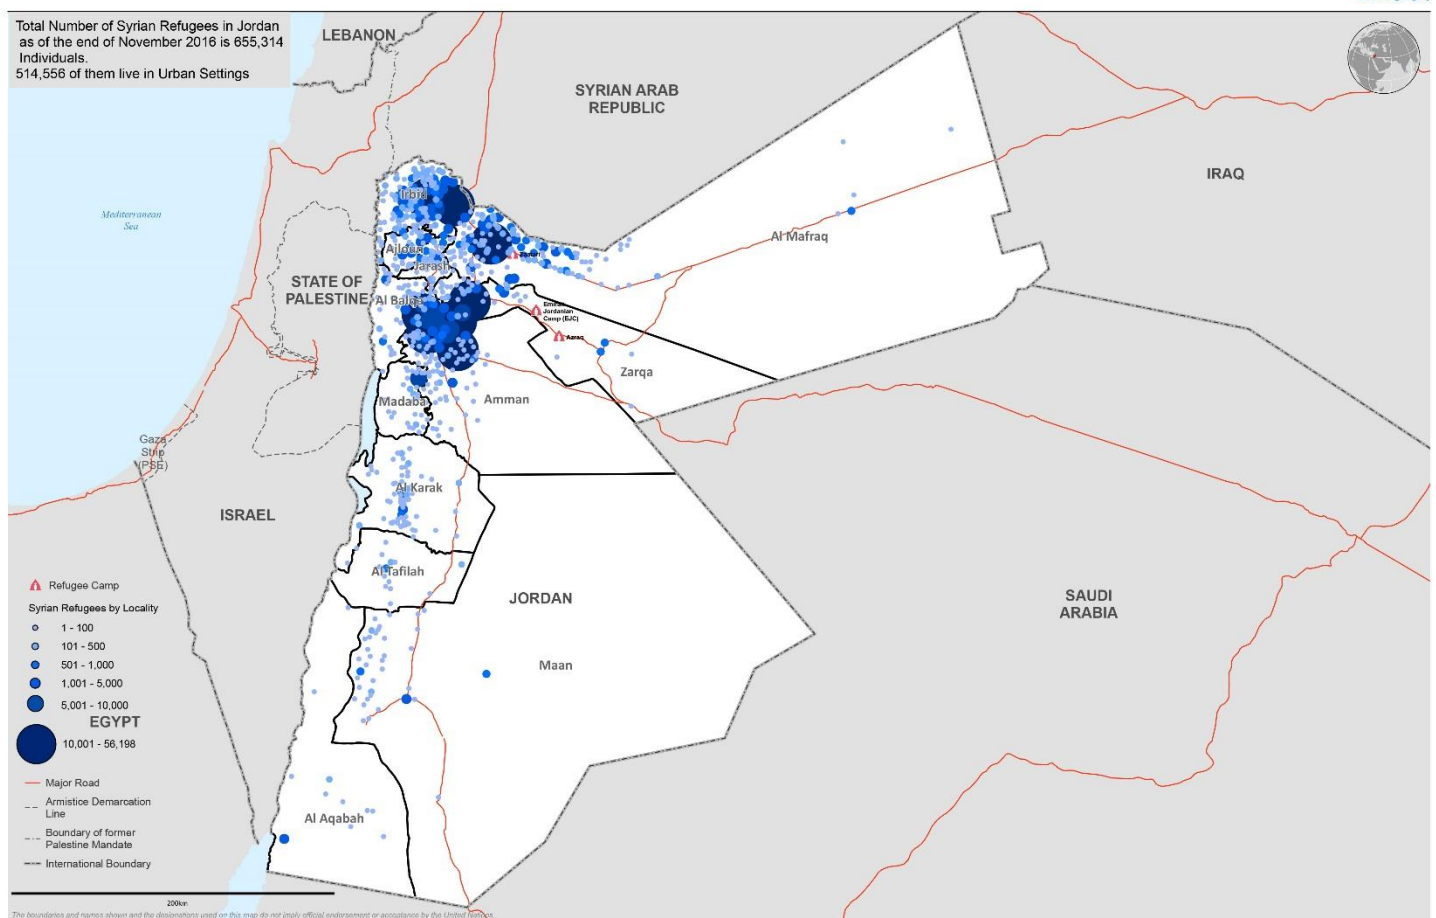 Total Number of Syrian Refugees in Jordan
as of the end of November 2016 is 655,314
Individuals.
514,556 of them live in Urban Settings
LEBANON
SYRIAN ARAB
REPUBLIC
IRAQ
Mediterranean
Sea
Irbid
Al Mafraq
Ajloun
Zaatari
Jarash
STATE OF
PALESTINE
Al Balqa
Emirati
Jordanian
Camp (EJC)
Azraq
Zarqa
Amman
Madaba
Gaza
Strip
(PSE)
Al Karak
ISRAEL
Al Tafilah
JORDAN
SAUDI
ARABIA
Maan
Al Aqabah
EGYPT
Refugee Camp
Syrian Refugees by Locality
1 - 100
101 - 500
501 - 1,000
1,001 - 5,000
5,001 - 10,000
10,001 - 56,198
Major Road
Armistice Demarcation
Line
Boundary of former
Palestine Mandate
International Boundary
200km
The boundaries and names shown and the designations used on this map do not imply official endorsement or acceptance by the United Nations.